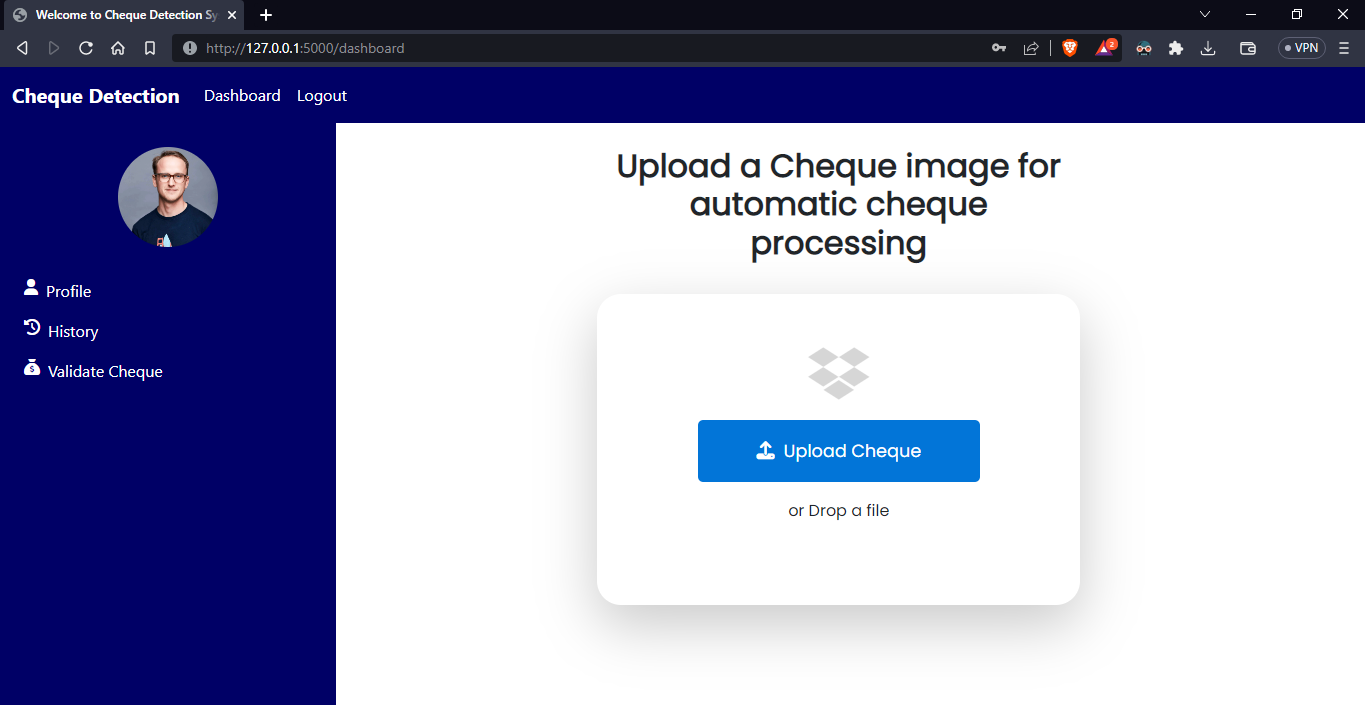 Welcome to Cheque Detection Sy
http://127.0.0.1:5000/dashboard
2
VPN
Cheque Detection Dashboard Logout
Profile
History
Validate Cheque
Upload a Cheque image for
automatic cheque
processing
Upload Cheque
or Drop a file